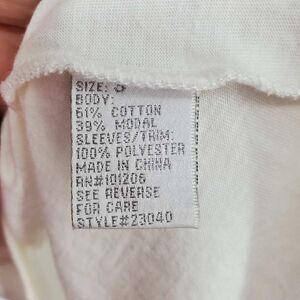 SIZE: S
BODY:
61% COTTON
39% MODAL
SLEEVES/TRIM:
100% POLYESTER
MADE IN CHINA
RN#101206
SEE REVERSE
FOR CARE
STYLE#23040